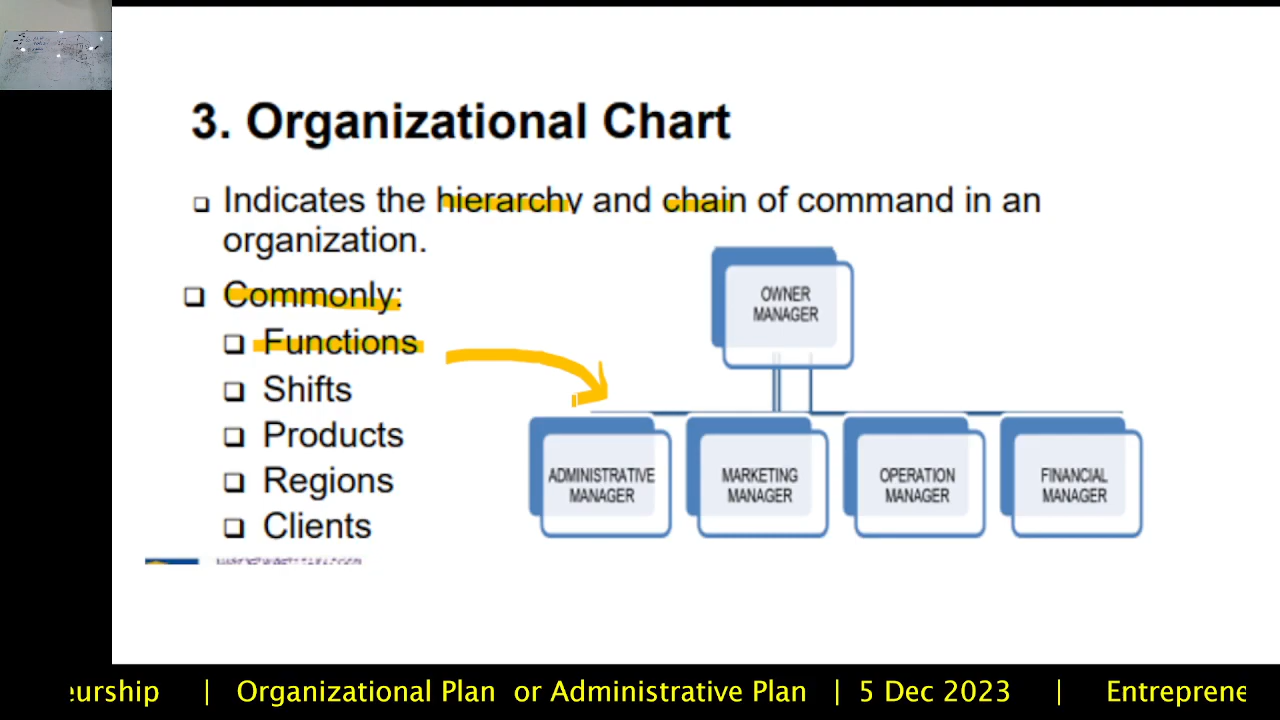 3. Organizational Chart
Indicates the hierarchy and chain of command in an
organization.
Commonly:
Functions
Shifts
Products
Regions
Clients
OWNER
MANAGER
ADMINISTRATIVE
MANAGER
MARKETING
MANAGER
OPERATION
MANAGER
FINANCIAL
MANAGER
eurship | Organizational Plan or Administrative Plan | 5 Dec 2023 | Entreprene